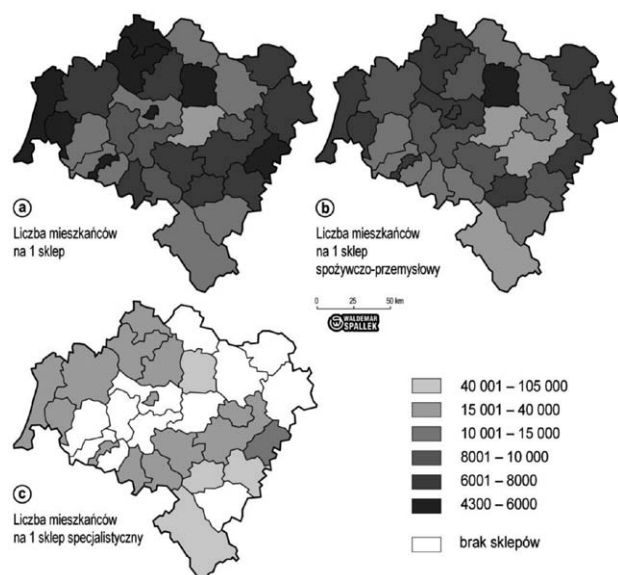 a
Liczba mieszkańców
na 1 sklep
b
Liczba mieszkańców
na 1 sklep
spożywczo-przemysłowy
0 25 50 km
WALDEMAR
SPALLEK
c
Liczba mieszkańców
na 1 sklep specjalistyczny
40 001 – 105 000
15 001 – 40 000
10 001 – 15 000
8001 – 10 000
6001 – 8000
4300 – 6000
brak sklepów